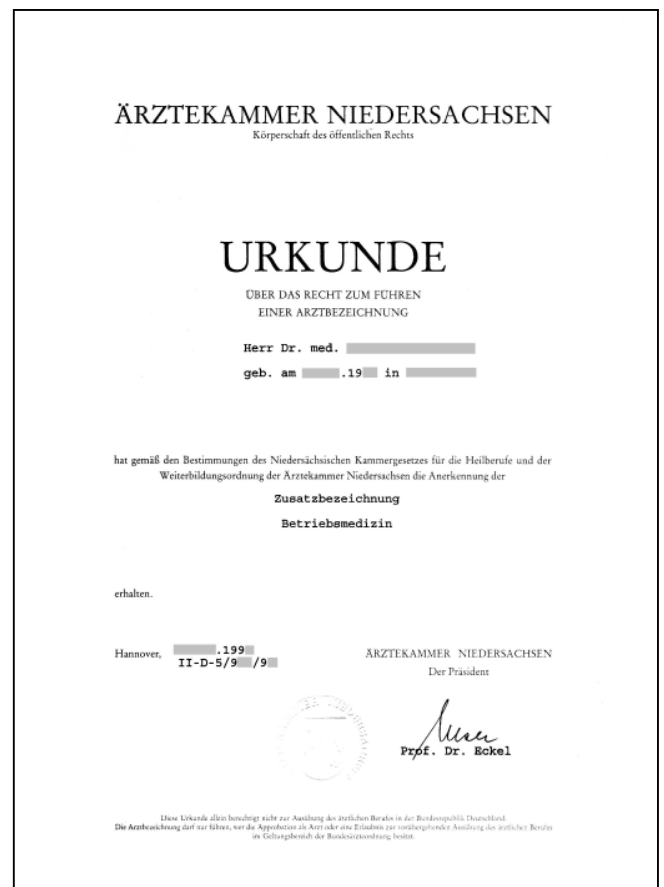 ÄRZTEKAMMER NIEDERSACHSEN
Körperschaft des öffentlichen Rechts
URKUNDE
ÜBER DAS RECHT ZUM FÜHREN
EINER ARZTBEZEICHNUNG
Herr Dr. med.
geb. am .19 in
hat gemäß den Bestimmungen des Niedersächsischen Kammergesetzes für die Heilberufe und der
Weiterbildungsordnung der Ärztekammer Niedersachsen die Anerkennung der
Zusatzbezeichnung
Betriebsmedizin
erhalten.
Hannover, .199
II-D-5/9 /9
ÄRZTEKAMMER NIEDERSACHSEN
Der Präsident
Prof. Dr. Eckel
Diese Urkunde allein berechtigt nicht zur Ausübung des ärztlichen Berufes in der Bundesrepublik Deutschland.
Die Arztbezeichnung darf nur führen, wer die Approbation als Arzt oder eine Erlaubnis zur vorübergehenden Ausübung des ärztlichen Berufes
im Geltungsbereich der Bundesärzteordnung besitzt.